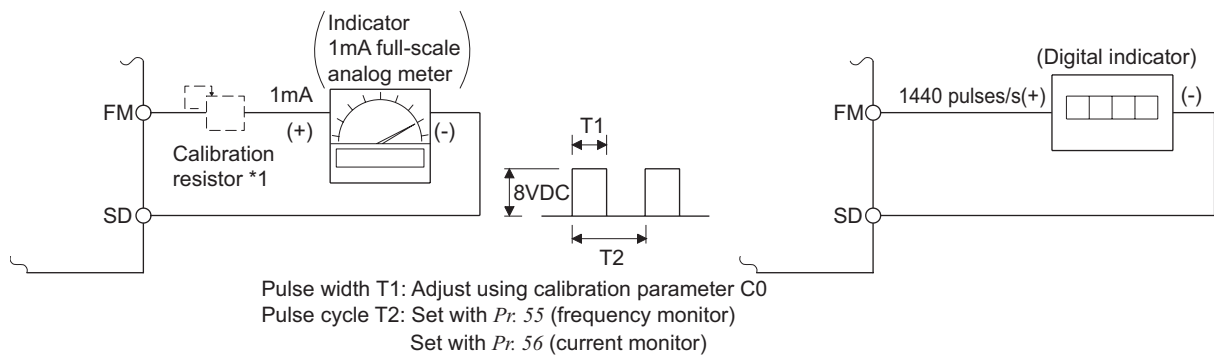 Indicator
1mA full-scale
analog meter
FM
1mA
(+)
(-)
Calibration
resistor *1
SD
T1
8VDC
T2
(Digital indicator)
FM
1440 pulses/s(+)
(-)
SD
Pulse width T1: Adjust using calibration parameter C0
Pulse cycle T2: Set with Pr. 55 (frequency monitor)
Set with Pr. 56 (current monitor)